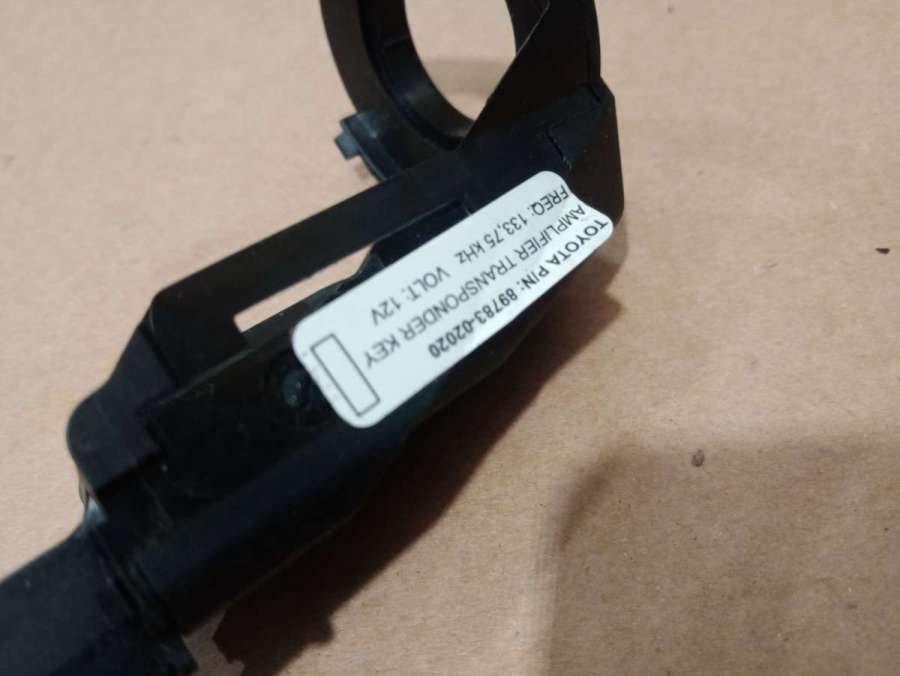 TOYOTA P/N: 89783-02020
AMPLIFIER TRANSPONDER KEY
FREQ: 133,75 kHz VOLT: 12V